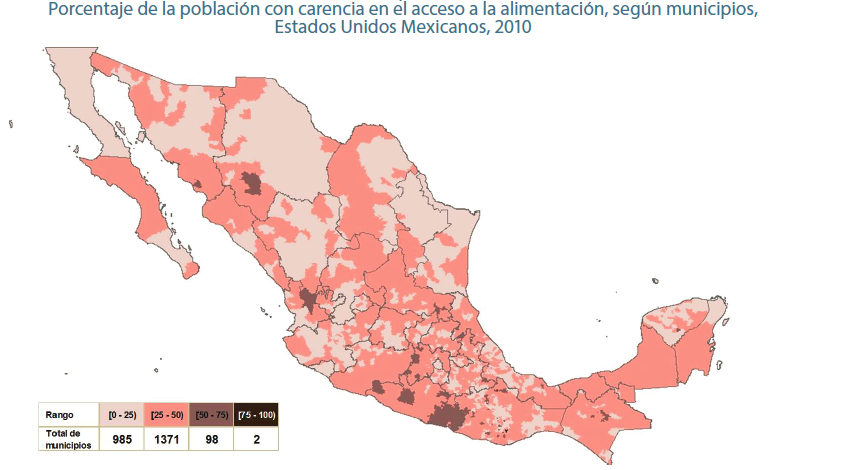 Porcentaje de la población con carencia en el acceso a la alimentación, según municipios,
Estados Unidos Mexicanos, 2010
Rango [0 - 25) [25 - 50) [50 - 75) [75 - 100)
Total de municipios 985 1371 98 2